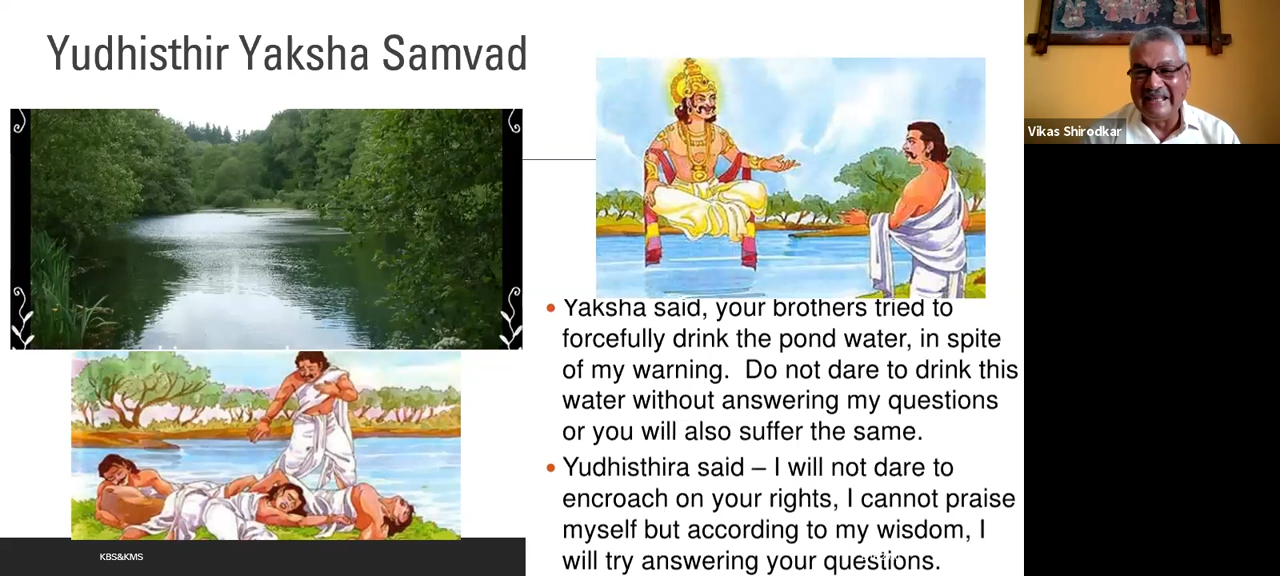 Yudhisthir Yaksha Samvad
Vikas Shirodkar
• Yaksha said, your brothers tried to
forcefully drink the pond water, in spite
of my warning.  Do not dare to drink this
water without answering my questions
or you will also suffer the same.
• Yudhisthira said – I will not dare to
encroach on your rights, I cannot praise
myself but according to my wisdom, I
will try answering your questions.
KBS&KMS